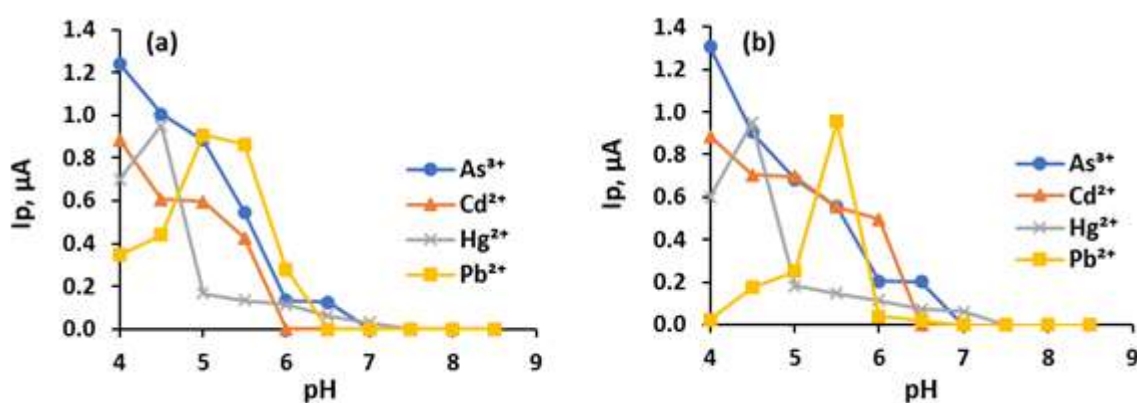 (a)
1.4
1.2
1.0
0.8
0.6
0.4
0.2
0.0
Ip, µA
4 5 6 7 8 9
pH
As³⁺
Cd²⁺
Hg²⁺
Pb²⁺
(b)
1.4
1.2
1.0
0.8
0.6
0.4
0.2
0.0
Ip, µA
4 5 6 7 8 9
pH
As³⁺
Cd²⁺
Hg²⁺
Pb²⁺